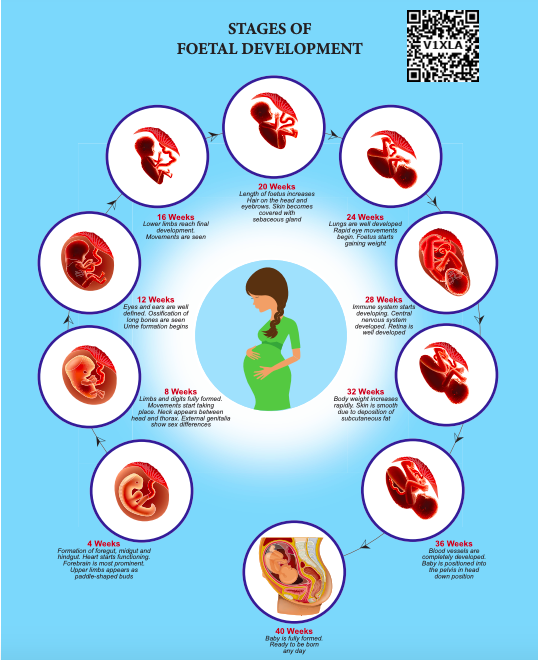 STAGES OF
FOETAL DEVELOPMENT
V1XLA
20 Weeks
Length of foetus increases
Hair on the head and
eyebrows. Skin becomes
covered with
sebaceous gland
16 Weeks
Lower limbs reach final
development.
Movements are seen
24 Weeks
Lungs are well developed
Rapid eye movements
begin. Foetus starts
gaining weight
12 Weeks
Eyes and ears are well
defined. Ossification of
long bones are seen
Urine formation begins
28 Weeks
Immune system starts
developing. Central
nervous system
developed. Retina is
well developed
8 Weeks
Limbs and digits fully formed.
Movements start taking
place. Neck appears between
head and thorax. External genitalia
show sex differences
32 Weeks
Body weight increases
rapidly. Skin is smooth
due to deposition of
subcutaneous fat
4 Weeks
Formation of foregut, midgut and
hindgut. Heart starts functioning.
Forebrain is most prominent.
Upper limbs appears as
paddle-shaped buds
36 Weeks
Blood vessels are
completely developed.
Baby is positioned into
the pelvis in head
down position
40 Weeks
Baby is fully formed.
Ready to be born
any day